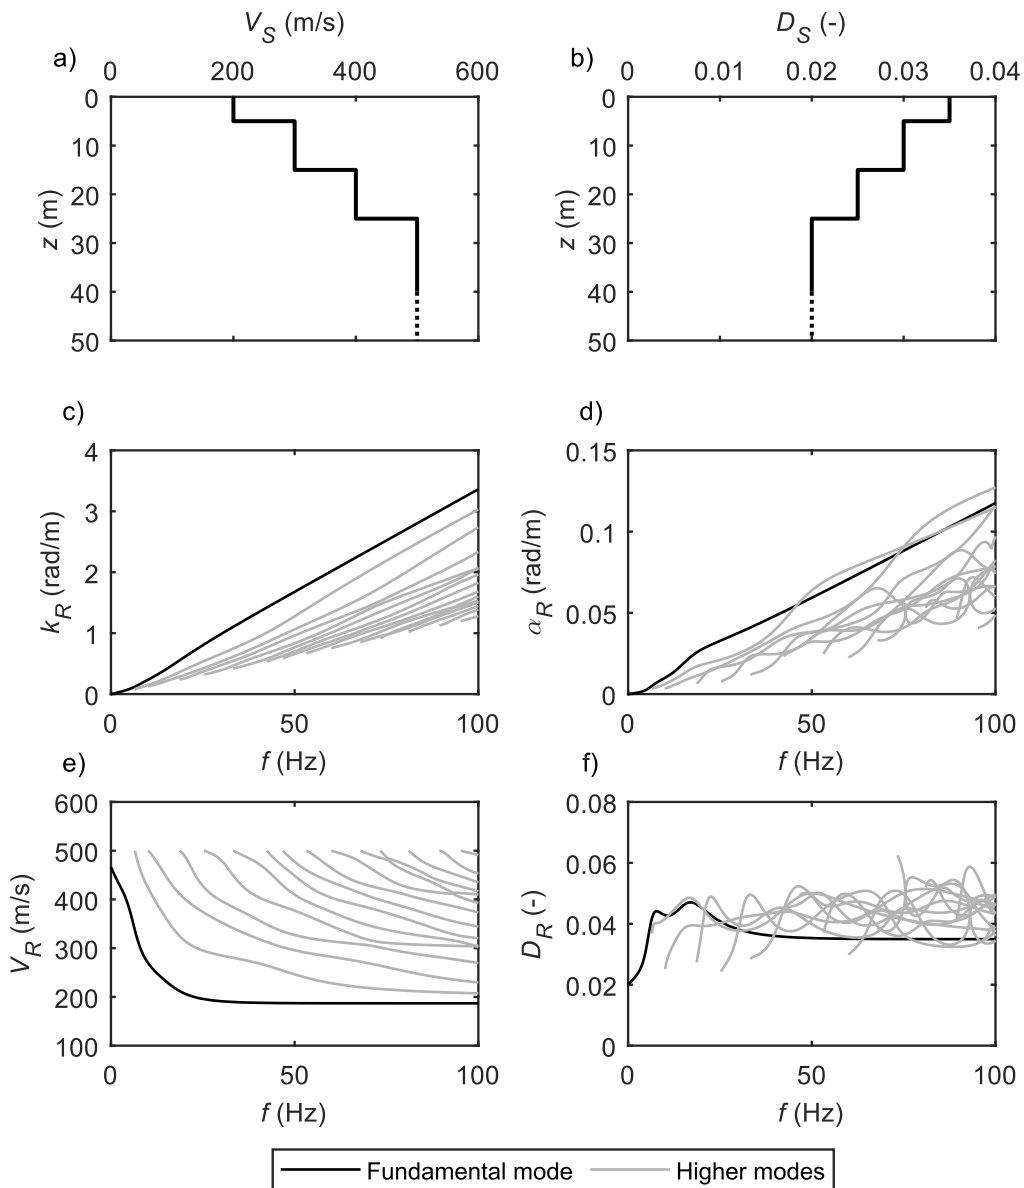 V_S (m/s)
D_S (-)
a)
0 200 400 600
b)
0 0.01 0.02 0.03 0.04
0
10
20
30
40
50
z (m)
0
10
20
30
40
50
z (m)
c)
d)
4
3
2
1
0
k_R (rad/m)
0.15
0.1
0.05
0
α_R (rad/m)
0 50 100
0 50 100
f (Hz)
f (Hz)
e)
f)
600
500
400
300
200
100
V_R (m/s)
0.08
0.06
0.04
0.02
0
D_R (-)
0 50 100
0 50 100
f (Hz)
f (Hz)
Fundamental mode Higher modes